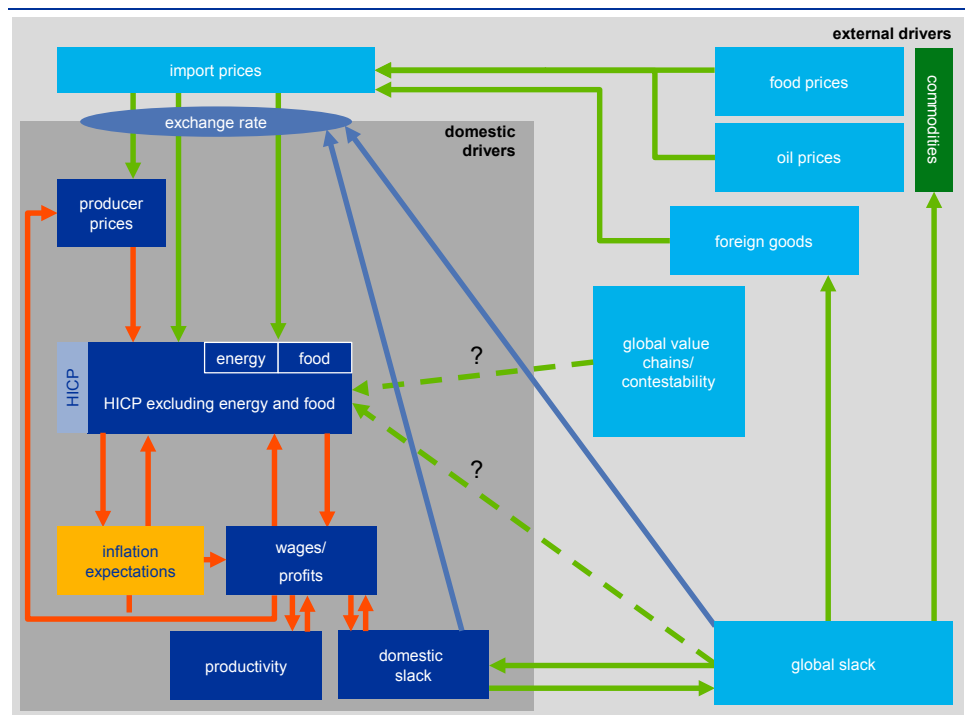 external drivers
import prices
food prices
commodities
exchange rate
domestic
drivers
oil prices
producer
prices
foreign goods
global value
chains/
contestability
energy
food
?
HICP
HICP excluding energy and food
?
inflation
expectations
wages/
profits
productivity
domestic
slack
global slack